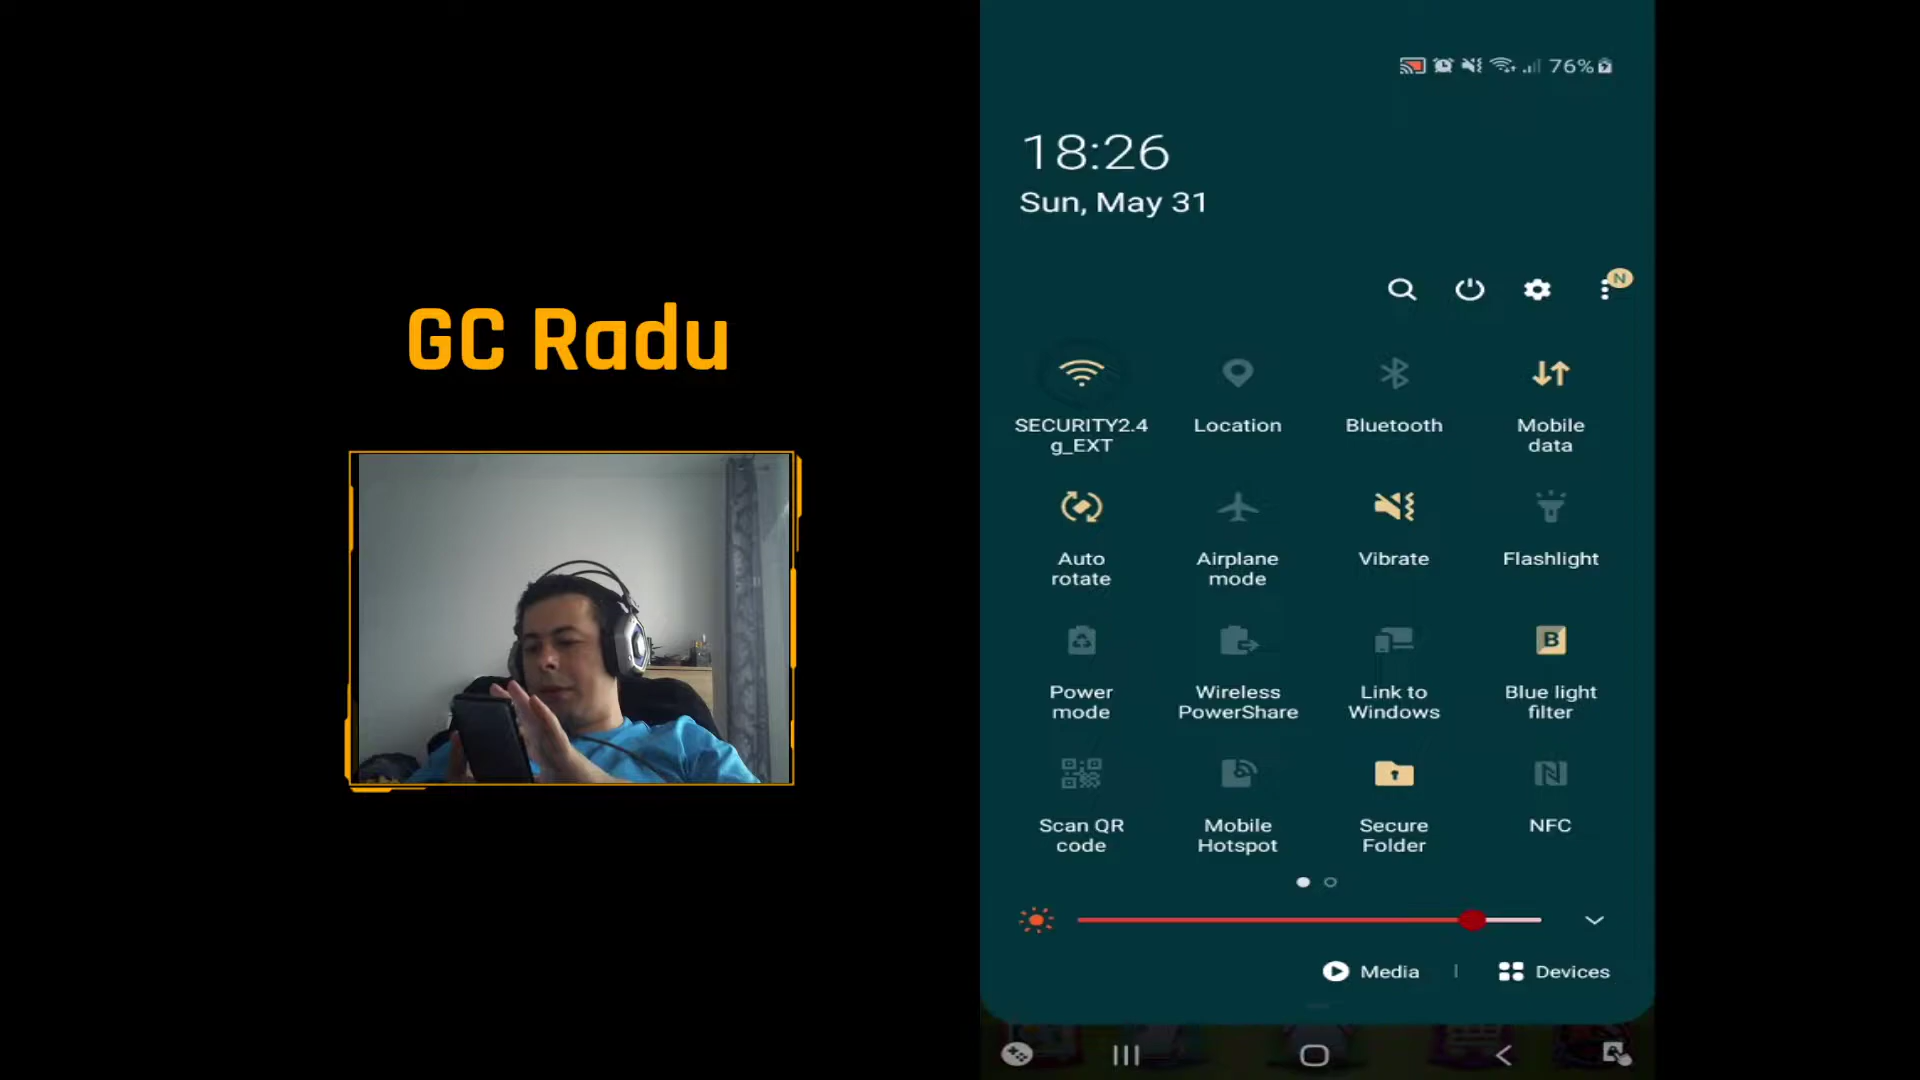 76%
18:26
Sun, May 31
N
GC Radu
SECURITY2.4
g_EXT
Location
Bluetooth
Mobile
data
Auto
rotate
Airplane
mode
Vibrate
Flashlight
Power
mode
Wireless
PowerShare
Link to
Windows
B
Blue light
filter
Scan QR
code
Mobile
Hotspot
Secure
Folder
NFC
Media
Devices